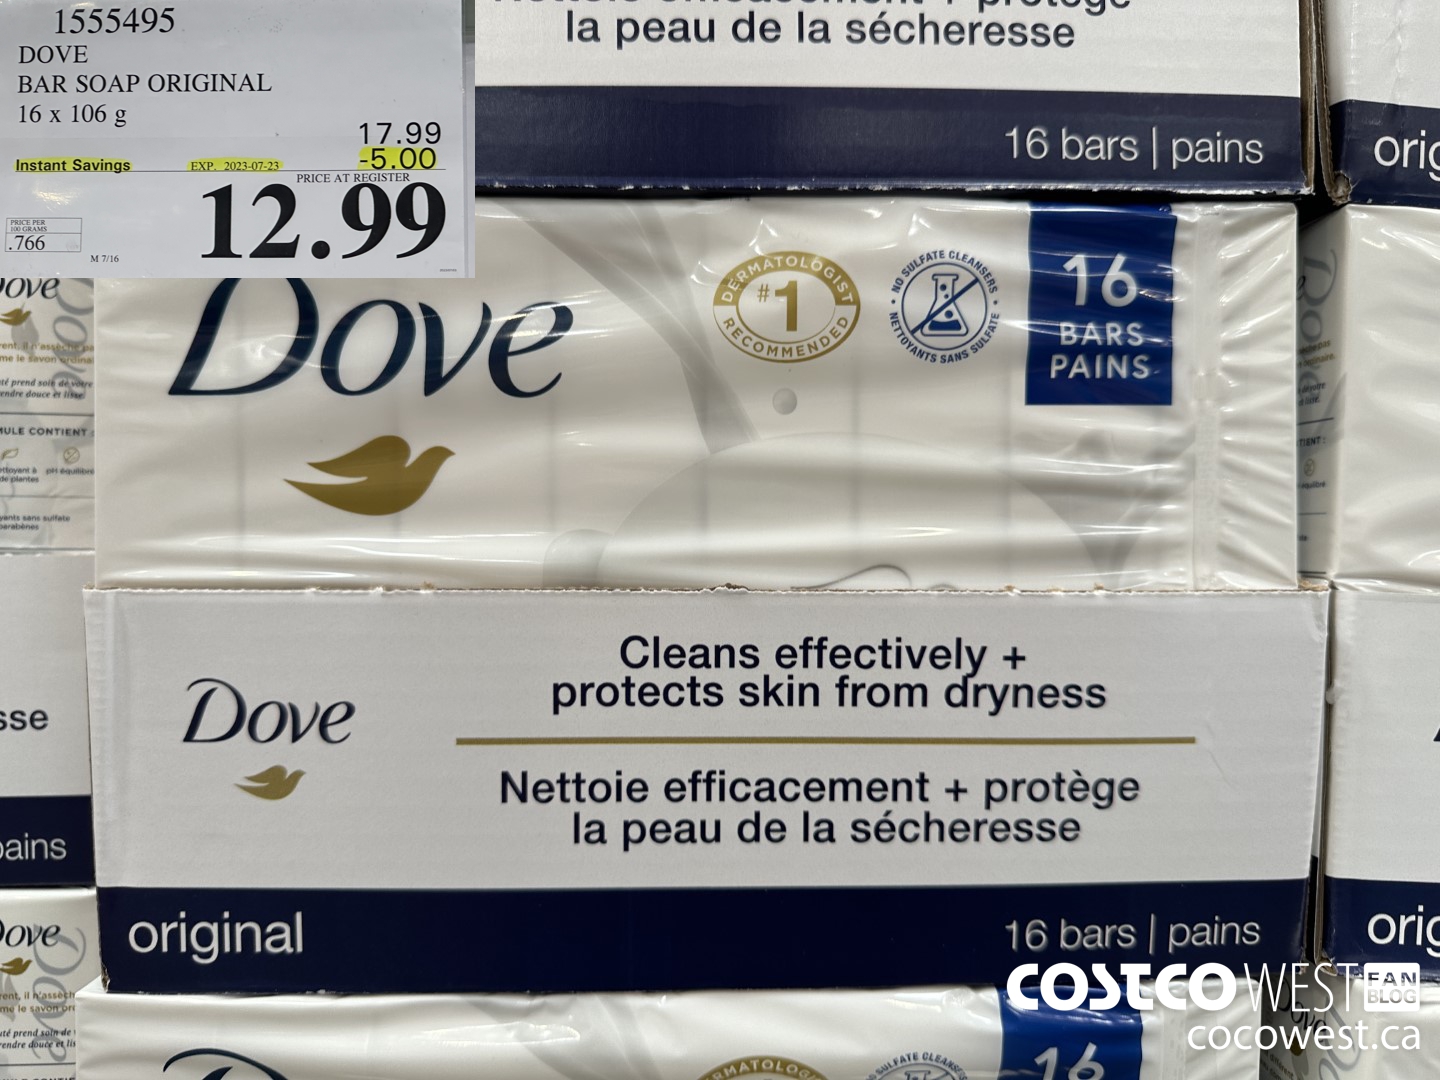 1555495
DOVE
BAR SOAP ORIGINAL
16 x 106 g
17.99
Instant Savings EXP. 2023-07-23 -5.00
PRICE AT REGISTER
12.99
PRICE PER
100 GRAMS
.766
M 7/16
la peau de la sécheresse
16 bars | pains
Dove
DERMATOLOGIST
#1
RECOMMENDED
NO SULFATE CLEANSERS
NETTOYANTS SANS SULFATE
16
BARS
PAINS
Cleans effectively +
protects skin from dryness
Dove
Nettoie efficacement + protège
la peau de la sécheresse
original
16 bars | pains
pains
COSTCO WEST FAN BLOG
cocowest.ca
16